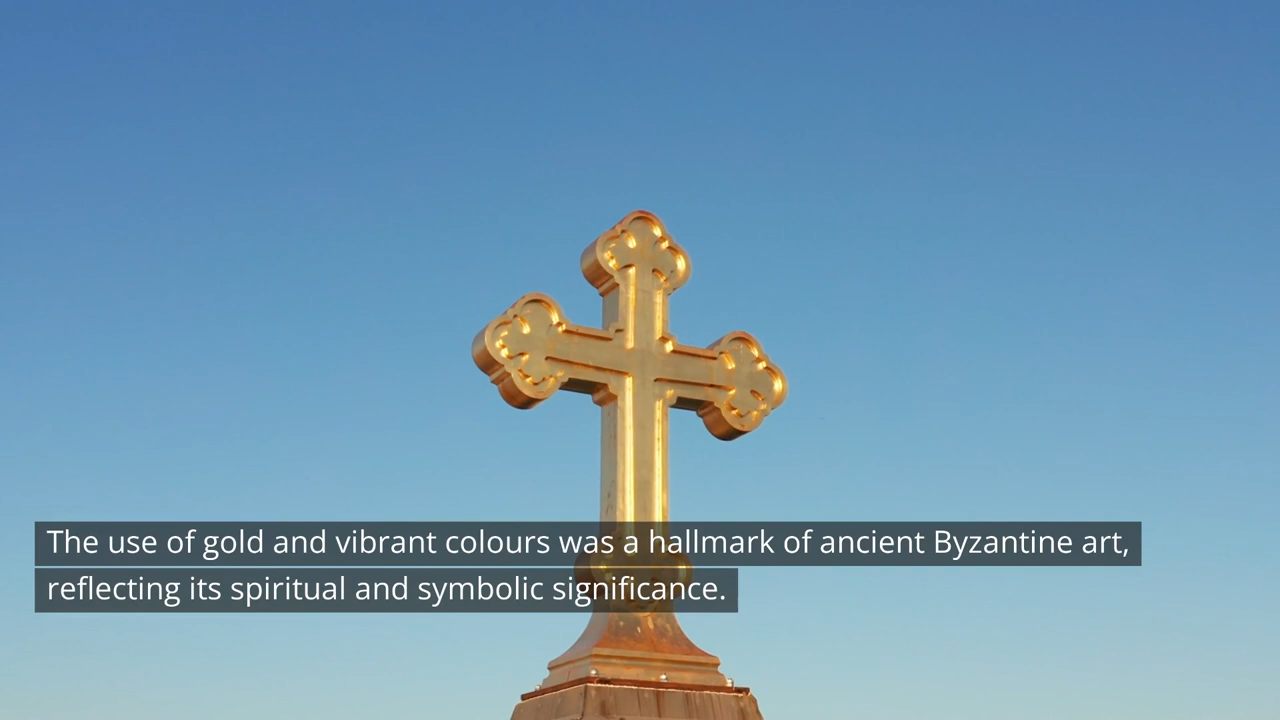 The use of gold and vibrant colours was a hallmark of ancient Byzantine art,
reflecting its spiritual and symbolic significance.